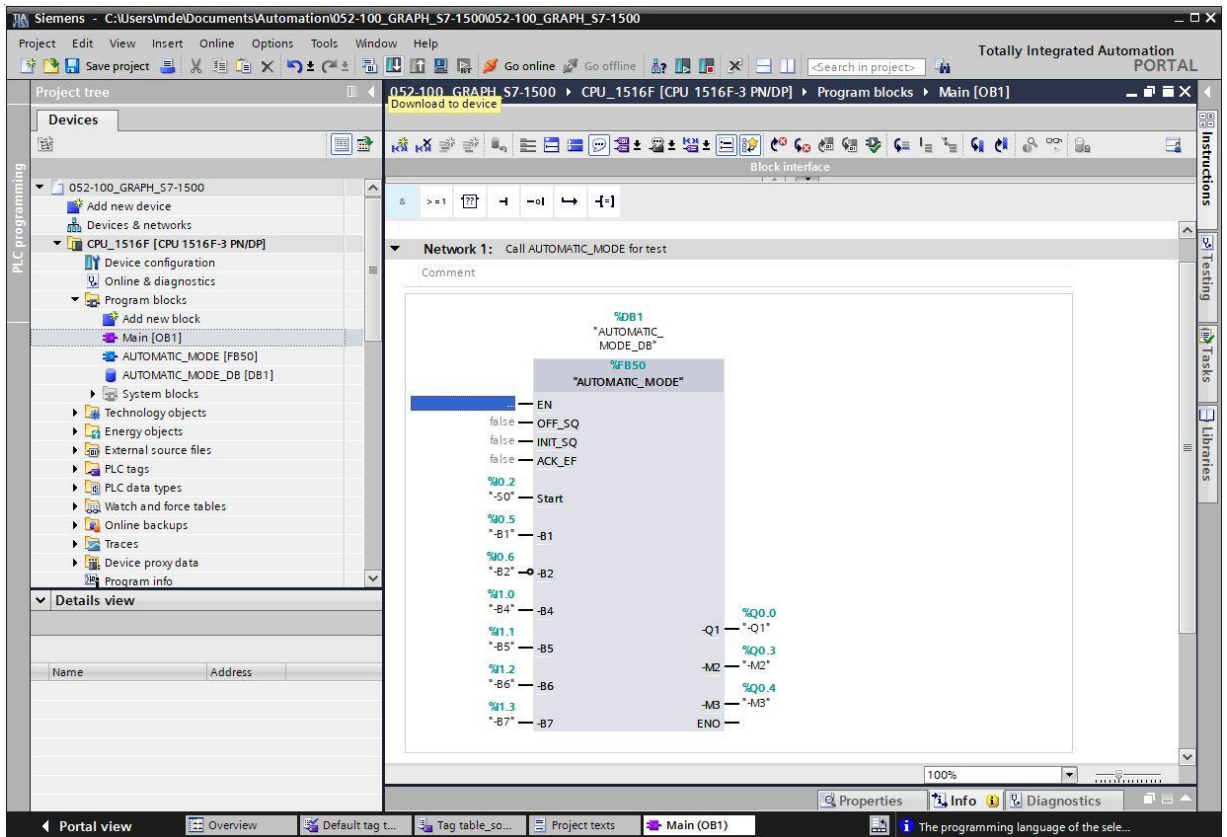 Siemens - C:\Users\mde\Documents\Automation\052-100_GRAPH_S7-1500\052-100_GRAPH_S7-1500
Project Edit View Insert Online Options Tools Window Help
Totally Integrated Automation
PORTAL
Save project Go online Go offline <Search in project>
Project tree
052-100_GRAPH_S7-1500 CPU_1516F [CPU 1516F-3 PN/DP] Program blocks Main [OB1]
Download to device
Devices
Block interface
PLC programming
052-100_GRAPH_S7-1500
Add new device
Devices & networks
CPU_1516F [CPU 1516F-3 PN/DP]
Device configuration
Online & diagnostics
Program blocks
Add new block
Main [OB1]
AUTOMATIC_MODE [FB50]
AUTOMATIC_MODE_DB [DB1]
System blocks
Technology objects
Energy objects
External source files
PLC tags
PLC data types
Watch and force tables
Online backups
Traces
Device proxy data
Program info
Details view
Name Address
& >=1 ??
Network 1: Call AUTOMATIC_MODE for test
Comment
%DB1
"AUTOMATIC_
MODE_DB"
%FB50
"AUTOMATIC_MODE"
... EN
false OFF_SQ
false INIT_SQ
false ACK_EF
%I0.2
"-S0" Start
%I0.5
"-B1" -B1
%I0.6
"-B2" -B2
%I1.0
"-B4" -B4
%I1.1
"-B5" -B5
%I1.2
"-B6" -B6
%I1.3
"-B7" -B7
%Q0.0
-Q1 "-Q1"
%Q0.3
-M2 "-M2"
%Q0.4
-M3 "-M3"
ENO
100%
Properties Info Diagnostics
Instructions
Testing
Tasks
Libraries
Portal view Overview Default tag t... Tag table_so... Project texts Main (OB1) The programming language of the sele...